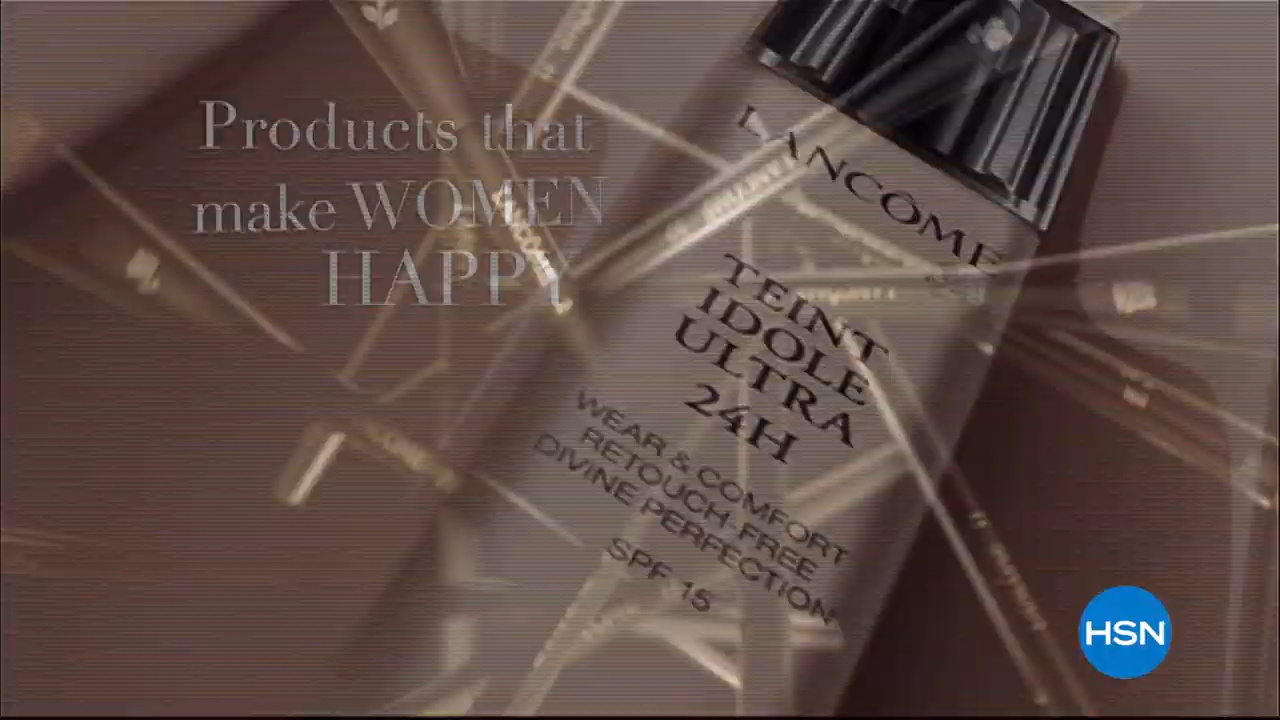 Products that
make WOMEN
HAPPY
LANCÔME
TEINT
IDOLE
ULTRA
24H
WEAR & COMFORT
RETOUCH-FREE
DIVINE PERFECTION
SPF 15
HSN